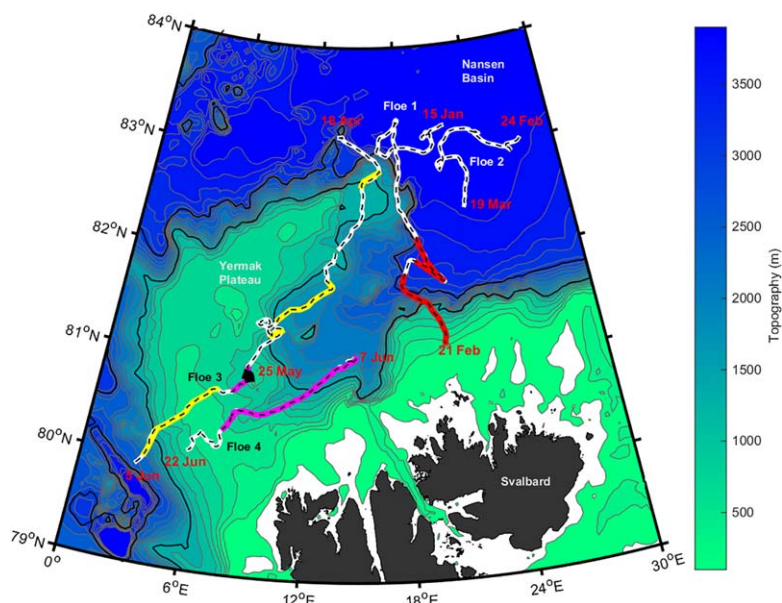 84°N
Nansen
Basin
3500
Floe 1
15 Jan
24 Feb
83°N
18 Apr
Floe 2
3000
19 Mar
82°N
2500
Yermak
Plateau
Topography (m)
2000
81°N
21 Feb
7 Jun
25 May
Floe 3
1500
80°N
Floe 4
22 Jun
5 Jun
1000
Svalbard
500
79°N
0°
30°E
6°E
24°E
12°E
18°E